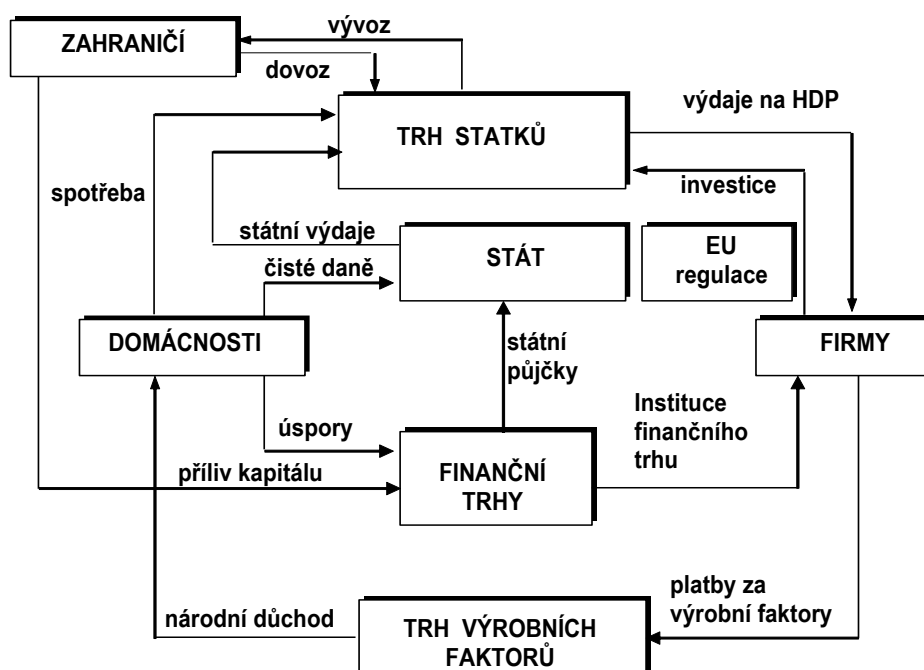 vývoz
ZAHRANIČÍ
dovoz
výdaje na HDP
TRH STATKŮ
spotřeba
investice
státní výdaje
STÁT
EU
regulace
čisté daně
DOMÁCNOSTI
státní
půjčky
FIRMY
Instituce
finančního
trhu
úspory
příliv kapitálu
FINANČNÍ
TRHY
platby za
výrobní faktory
národní důchod
TRH VÝROBNÍCH
FAKTORŮ